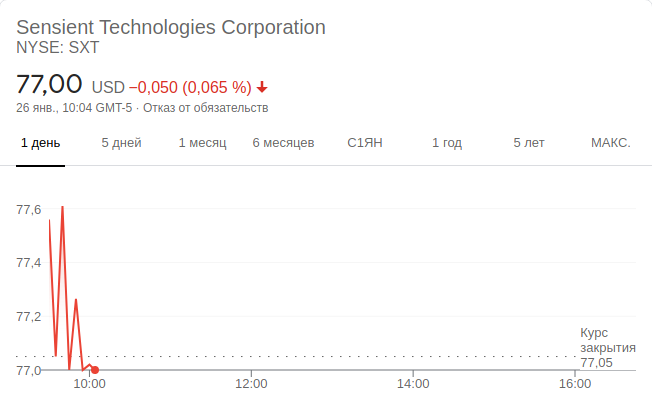 Sensient Technologies Corporation
NYSE: SXT
77,00 USD −0,050 (0,065 %)
26 янв., 10:04 GMT-5 · Отказ от обязательств
1 день 5 дней 1 месяц 6 месяцев С1ЯН 1 год 5 лет МАКС.
77,6
77,4
77,2
77,0
Курс
закрытия
77,05
10:00 12:00 14:00 16:00